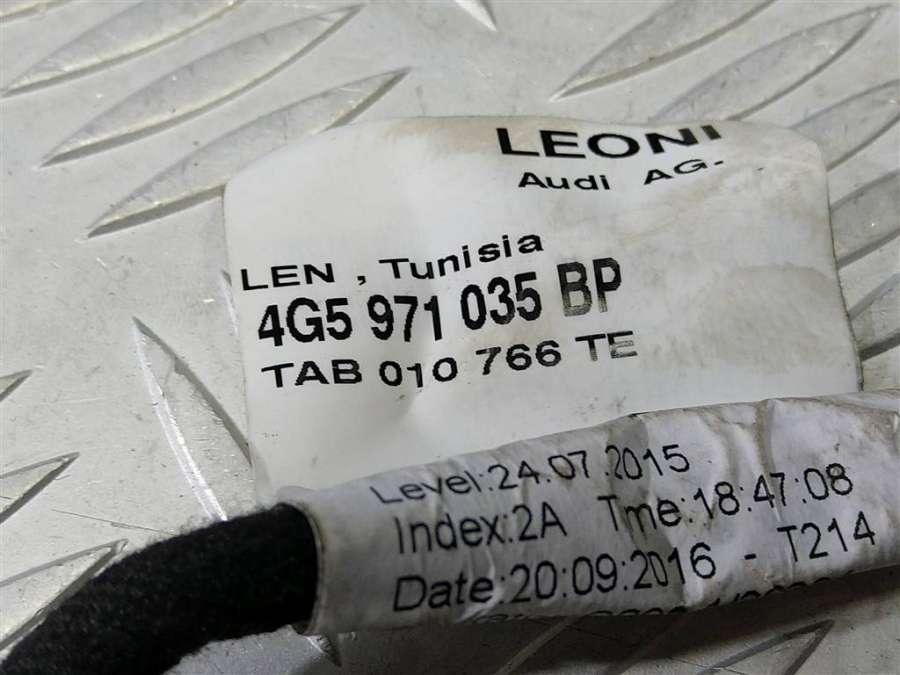 LEONI
Audi AG-
LEN , Tunisia
4G5 971 035 BP
TAB 010 766 TE
Level:24.07.2015
Index:2A Tme:18:47:08
Date:20:09:2016 - T214